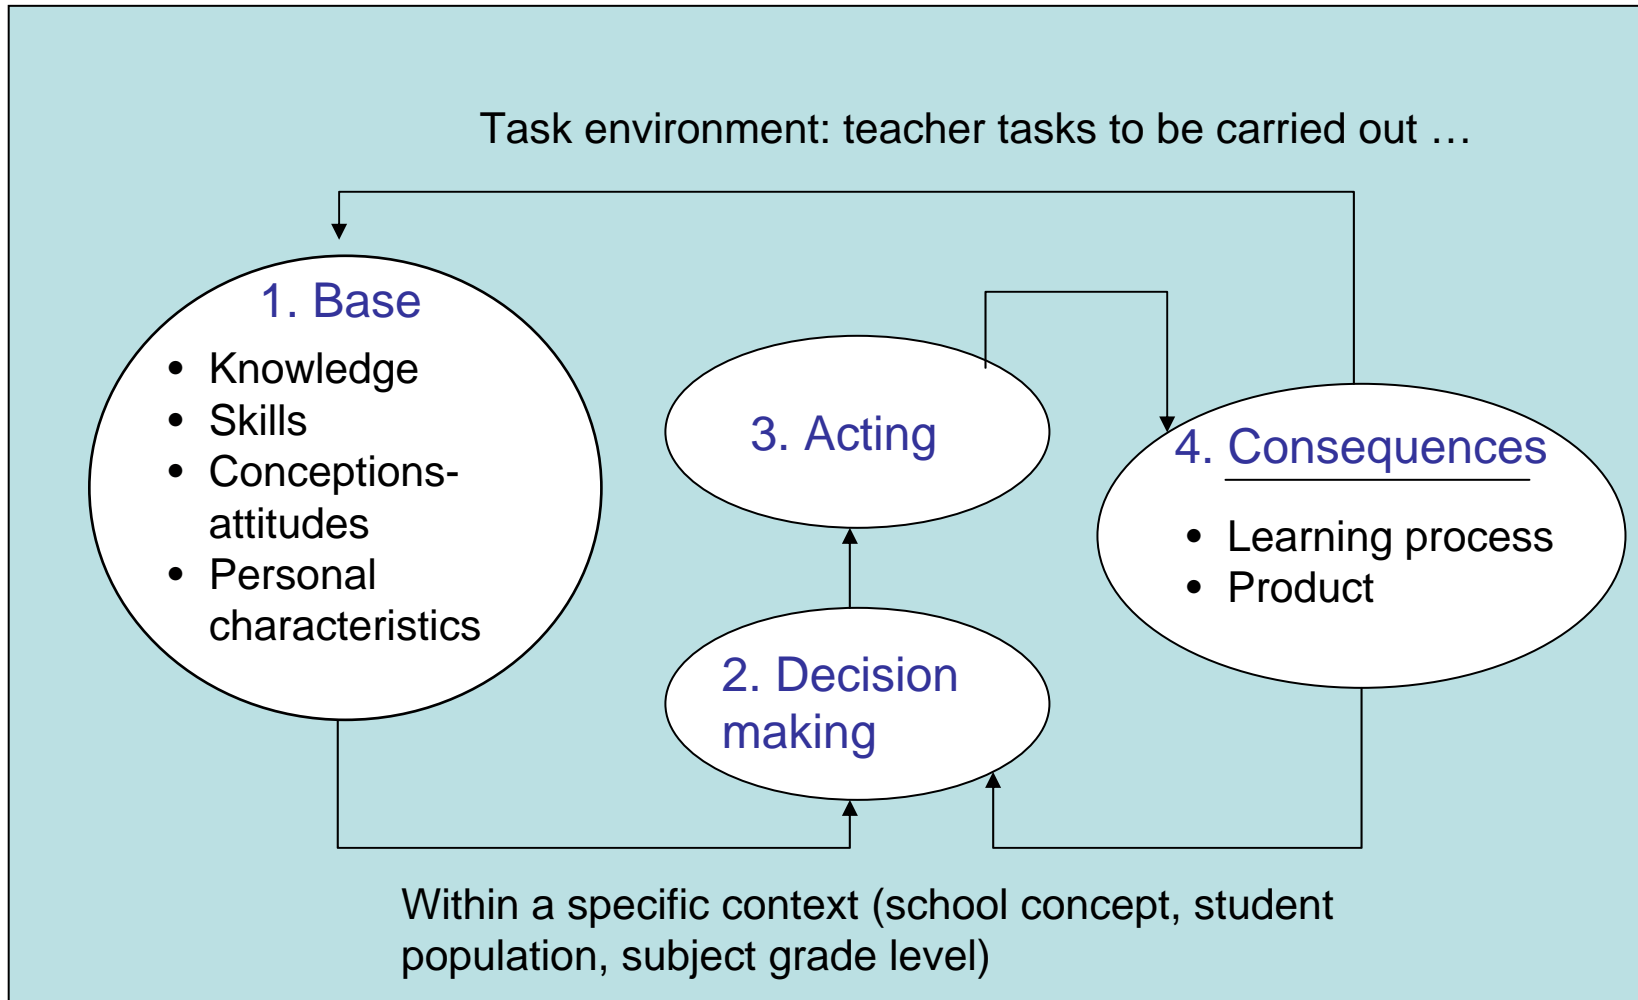 Task environment: teacher tasks to be carried out …
1. Base
• Knowledge
• Skills
• Conceptions-
attitudes
• Personal
characteristics
3. Acting
4. Consequences
• Learning process
• Product
2. Decision
making
Within a specific context (school concept, student
population, subject grade level)